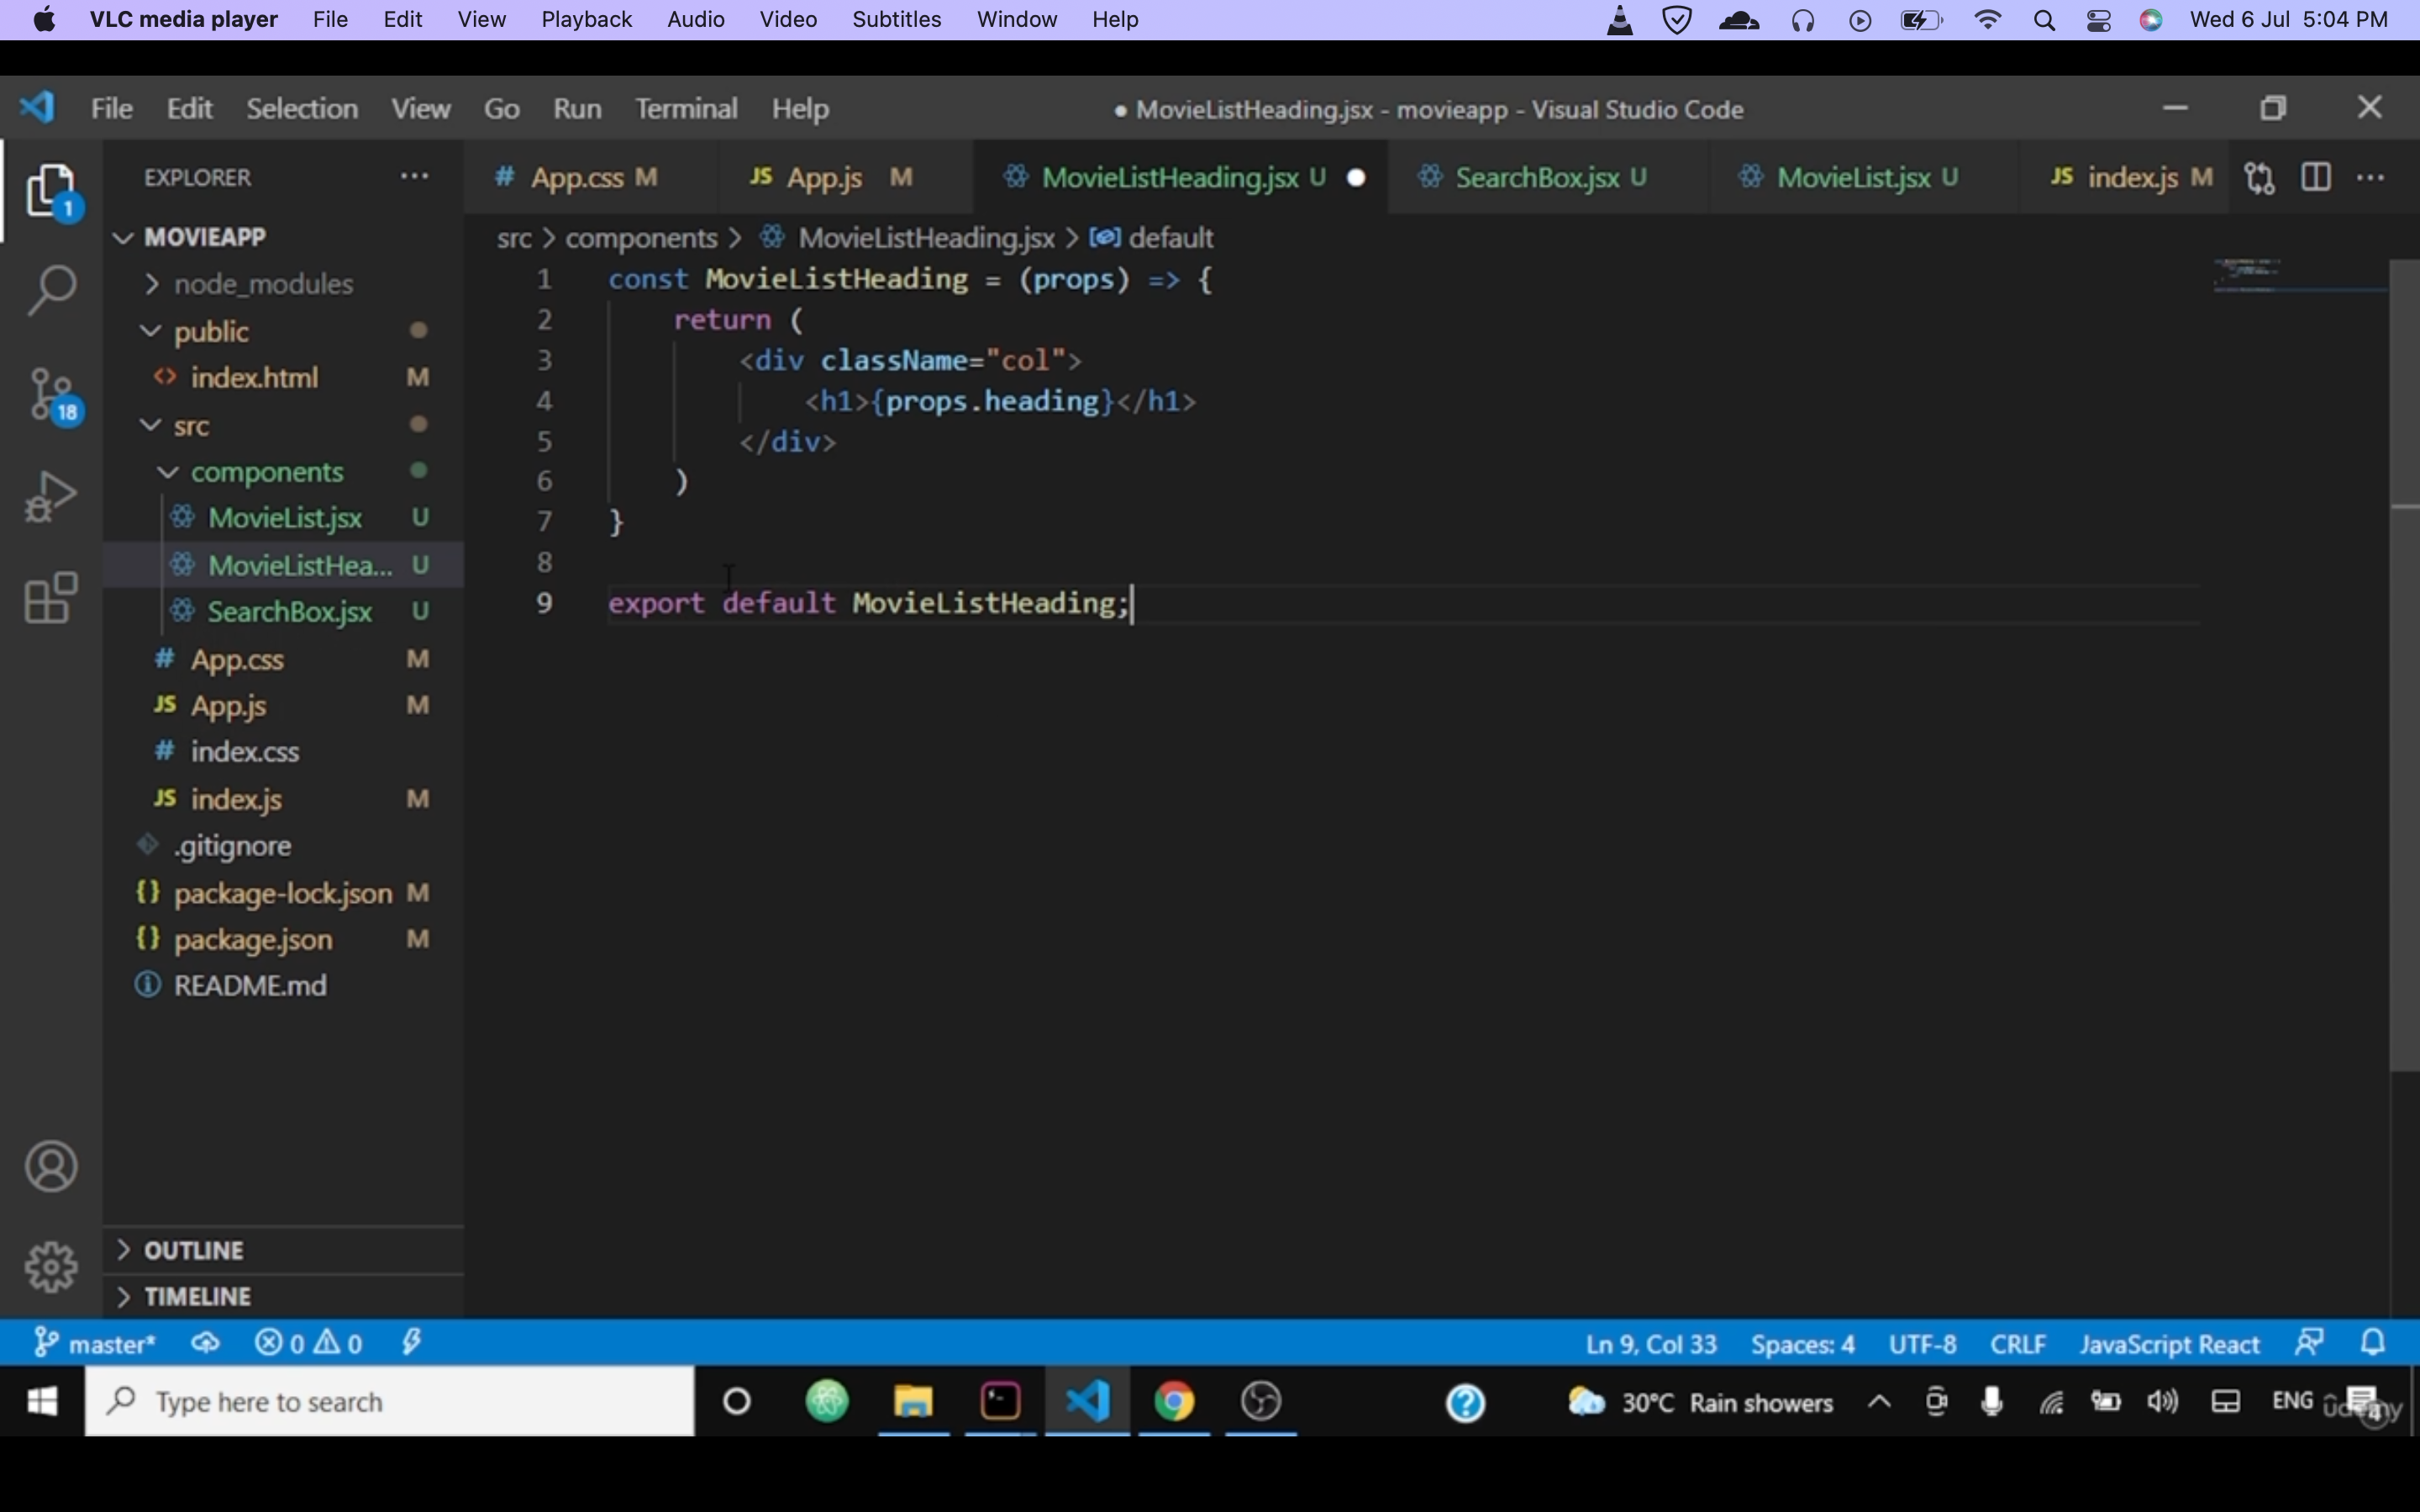 VLC media player File Edit View Playback Audio Video Subtitles Window Help Wed 6 Jul 5:04 PM
File Edit Selection View Go Run Terminal Help ● MovieListHeading.jsx - movieapp - Visual Studio Code
EXPLORER ···
1
# App.css M JS App.js M MovieListHeading.jsx U ● SearchBox.jsx U MovieList.jsx U JS index.js M ···
src > components > MovieListHeading.jsx > default
MOVIEAPP
node_modules
public
<> index.html M
18
src
components
MovieList.jsx U
MovieListHea... U
SearchBox.jsx U
# App.css M
JS App.js M
# index.css
JS index.js M
.gitignore
{} package-lock.json M
{} package.json M
README.md
OUTLINE
TIMELINE
1 const MovieListHeading = (props) => {
2 return (
3 <div className="col">
4 <h1>{props.heading}</h1>
5 </div>
6 )
7 }
8
9 export default MovieListHeading;
master* 0 0 Ln 9, Col 33 Spaces: 4 UTF-8 CRLF JavaScript React
Type here to search 30°C Rain showers ENG 4
ûdemy